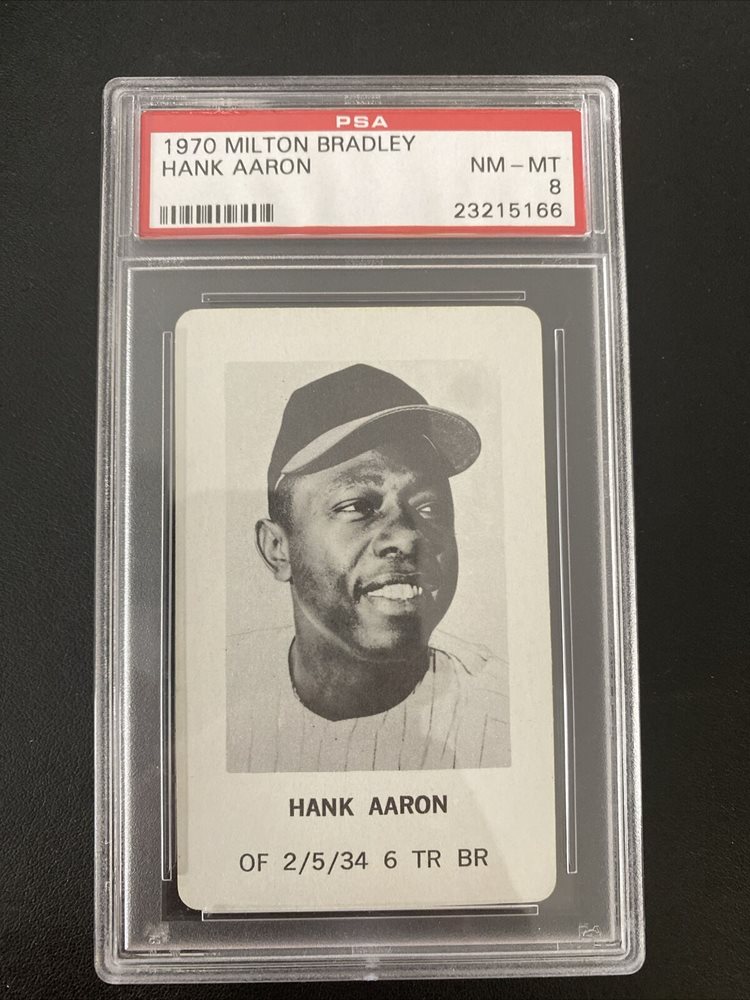 PSA
1970 MILTON BRADLEY
HANK AARON NM-MT
8
23215166
HANK AARON
OF 2/5/34 6 TR BR